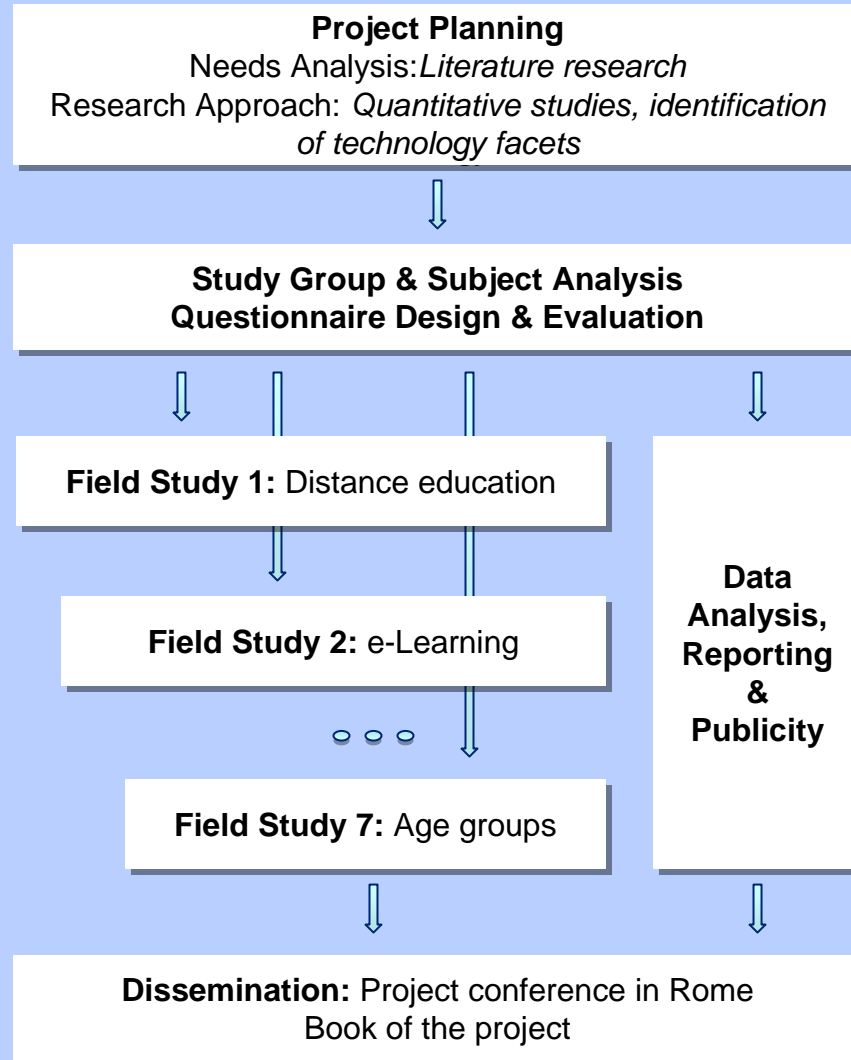 Project Planning
Needs Analysis:Literature research
Research Approach: Quantitative studies, identification
of technology facets
Study Group & Subject Analysis
Questionnaire Design & Evaluation
Field Study 1: Distance education
Field Study 2: e-Learning
Field Study 7: Age groups
Data
Analysis,
Reporting
&
Publicity
Dissemination: Project conference in Rome
Book of the project